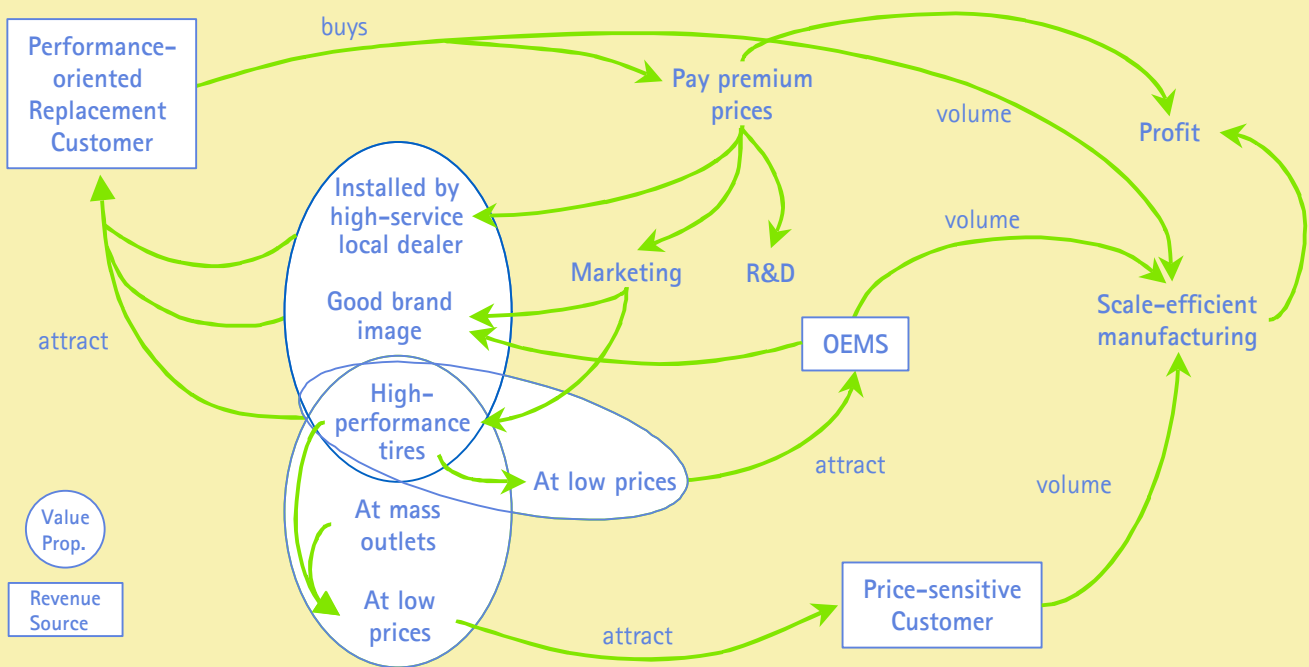 Performance-
oriented
Replacement
Customer
buys
Pay premium
prices
volume
Profit
Installed by
high-service
local dealer
Marketing
R&D
volume
Good brand
image
attract
OEMS
Scale-efficient
manufacturing
High-
performance
tires
At low prices
attract
volume
Value
Prop.
At mass
outlets
Revenue
Source
At low
prices
attract
Price-sensitive
Customer